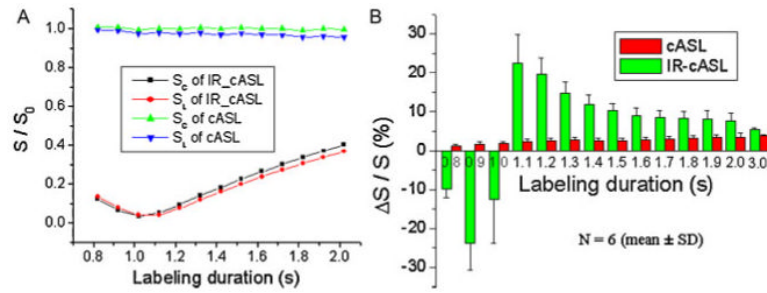 A
1.0
0.8
0.6
0.4
0.2
0.0
S / S0
Sc of IR_cASL
SL of IR_cASL
Sc of cASL
SL of cASL
0.8 1.0 1.2 1.4 1.6 1.8 2.0
Labeling duration (s)
B
30
20
10
0
-10
-20
-30
ΔS / S (%)
cASL
IR-cASL
0.8 0.9 1.0 1.1 1.2 1.3 1.4 1.5 1.6 1.7 1.8 1.9 2.0 3.0
Labeling duration (s)
N = 6 (mean ± SD)